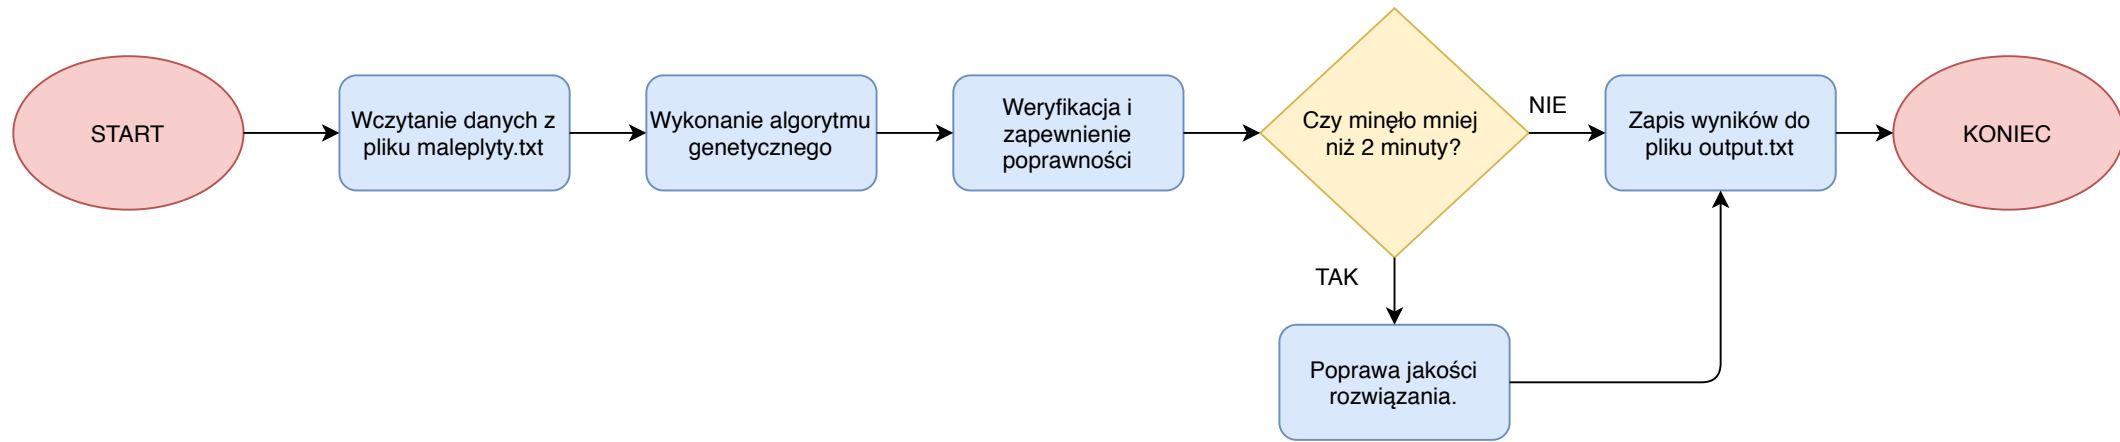 START
Wczytanie danych z
pliku maleplyty.txt
Wykonanie algorytmu
genetycznego
Weryfikacja i
zapewnienie
poprawności
Czy minęło mniej
niż 2 minuty?
NIE
Zapis wyników do
pliku output.txt
KONIEC
TAK
Poprawa jakości
rozwiązania.